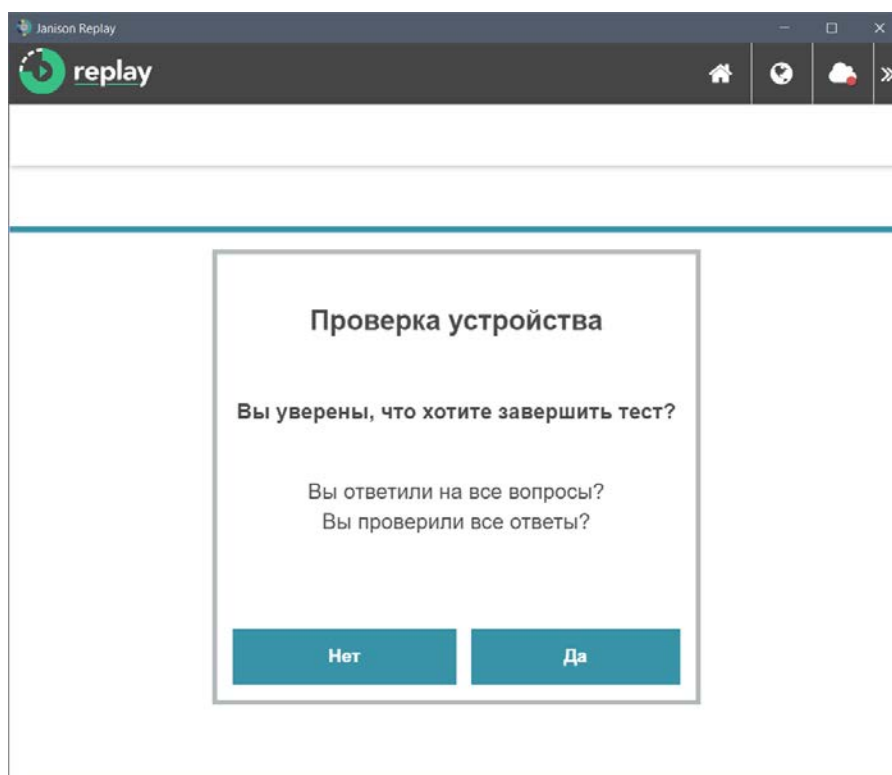 Janison Replay
replay
Проверка устройства
Вы уверены, что хотите завершить тест?
Вы ответили на все вопросы?
Вы проверили все ответы?
Нет
Да